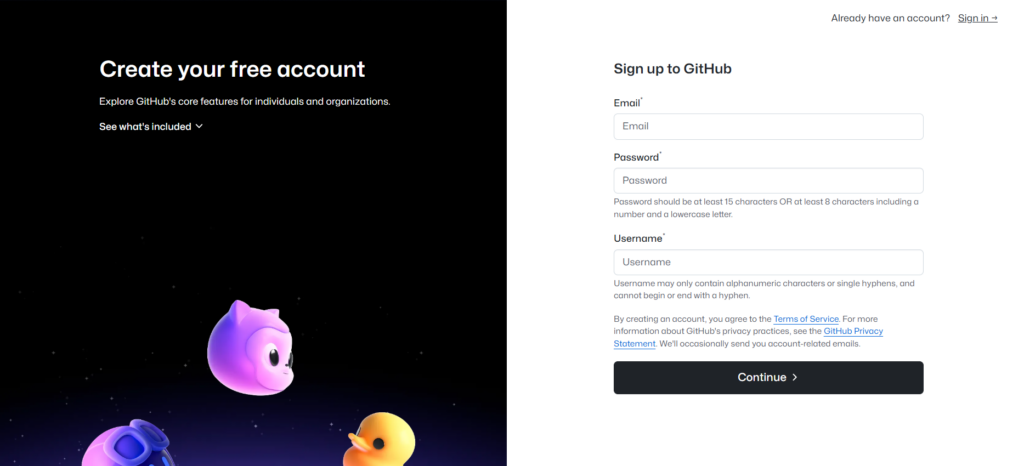 Already have an account? Sign in →
Create your free account
Explore GitHub's core features for individuals and organizations.
See what's included
Sign up to GitHub
Email*
Email
Password*
Password
Password should be at least 15 characters OR at least 8 characters including a
number and a lowercase letter.
Username*
Username
Username may only contain alphanumeric characters or single hyphens, and
cannot begin or end with a hyphen.
By creating an account, you agree to the Terms of Service. For more
information about GitHub's privacy practices, see the GitHub Privacy
Statement. We'll occasionally send you account-related emails.
Continue